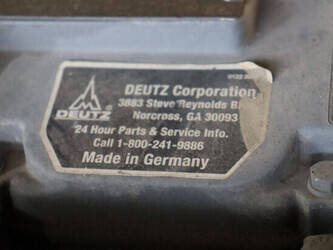 DEUTZ Corporation
3883 Steve Reynolds
Norcross, GA 30093
DEUTZ
24 Hour Parts & Service Info.
Call 1-800-241-9886
Made in Germany